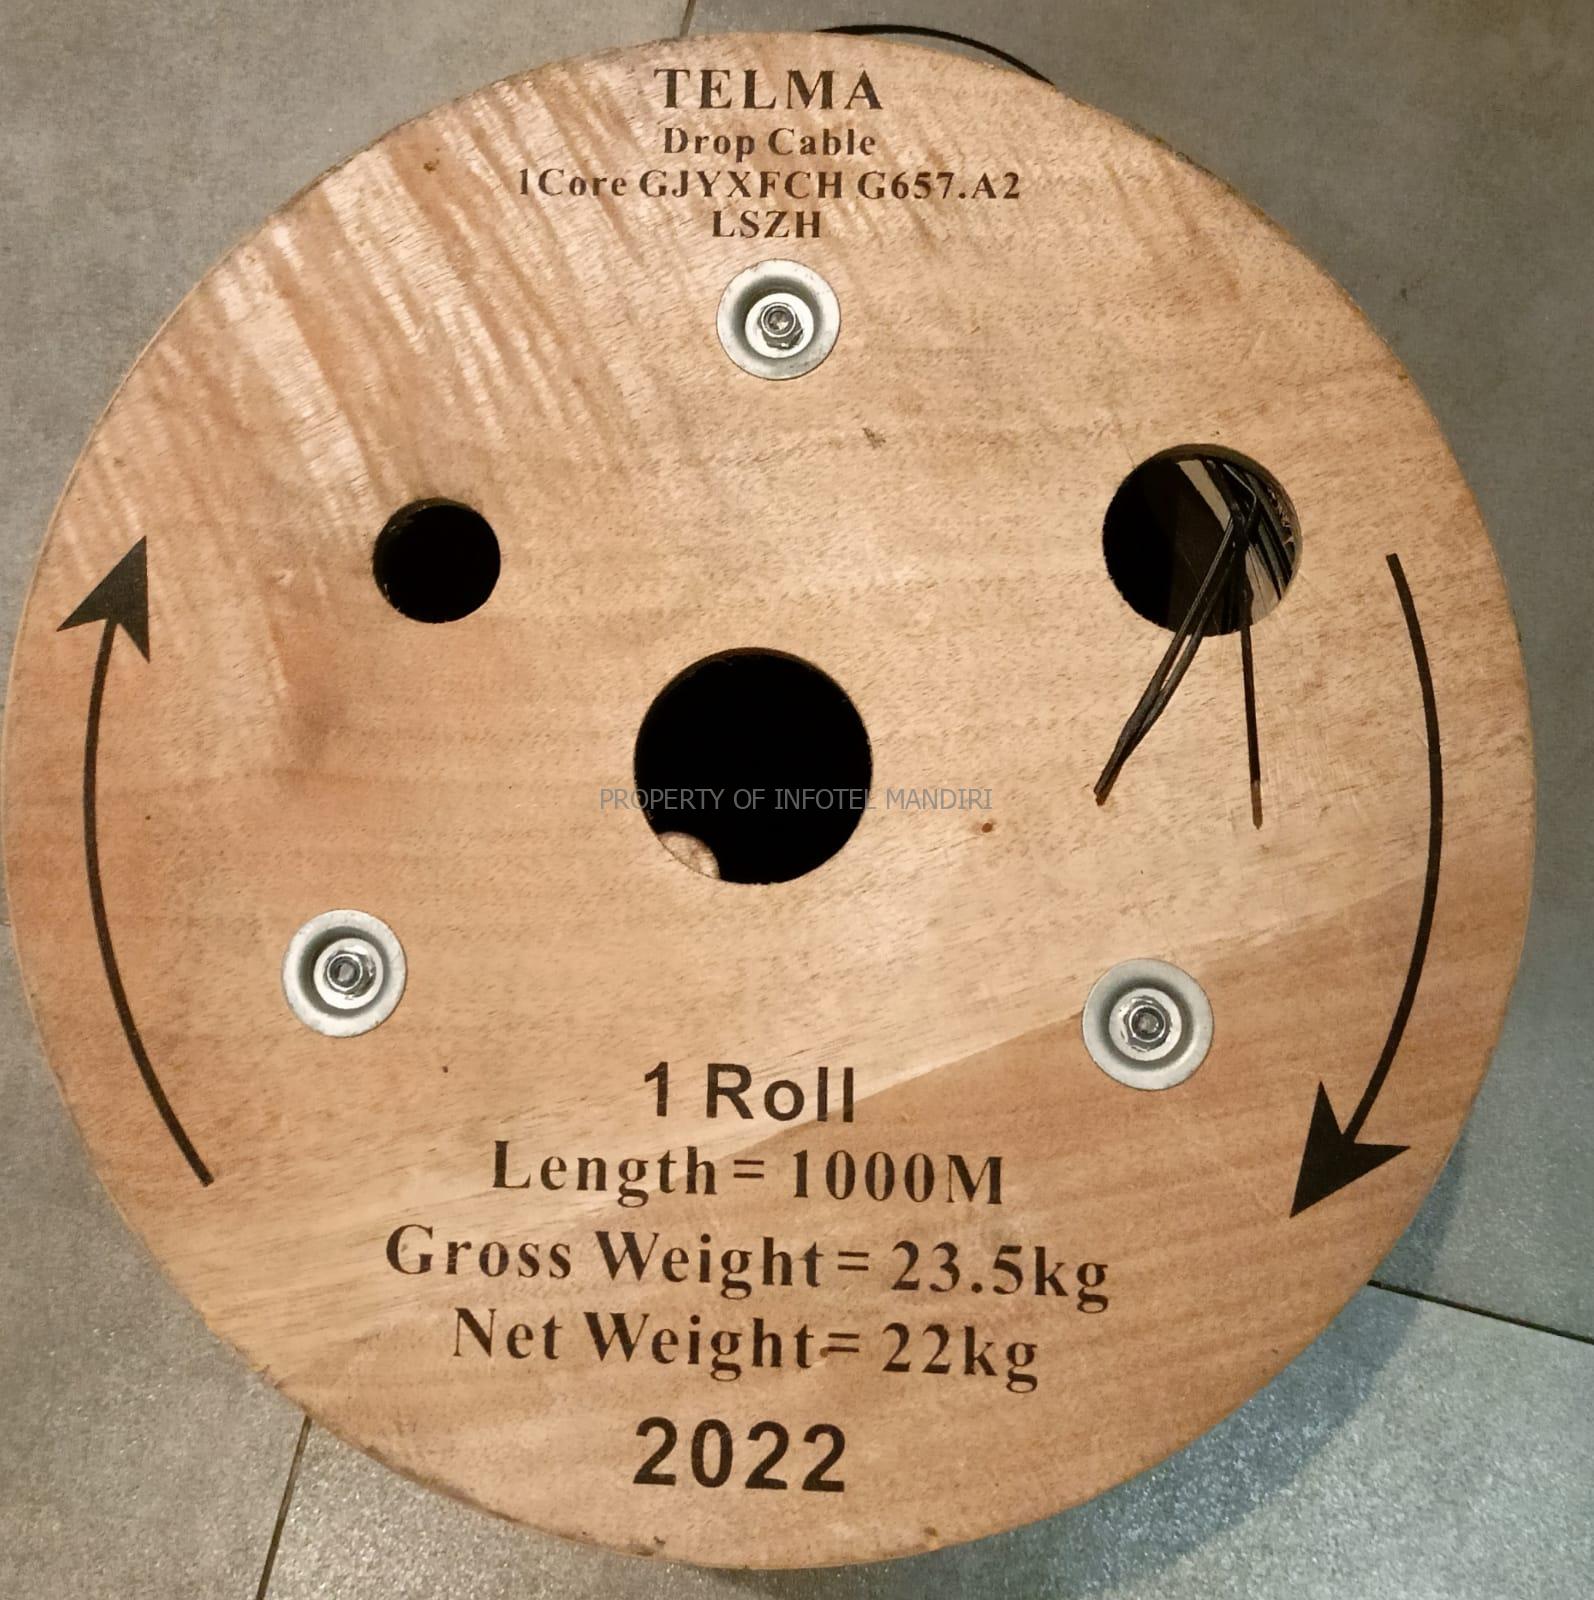 TELMA
Drop Cable
1Core GJYXFCH G657.A2
LSZH
PROPERTY OF INFOTEL MANDIRI
1 Roll
Length= 1000M
Gross Weight= 23.5kg
Net Weight= 22kg
2022